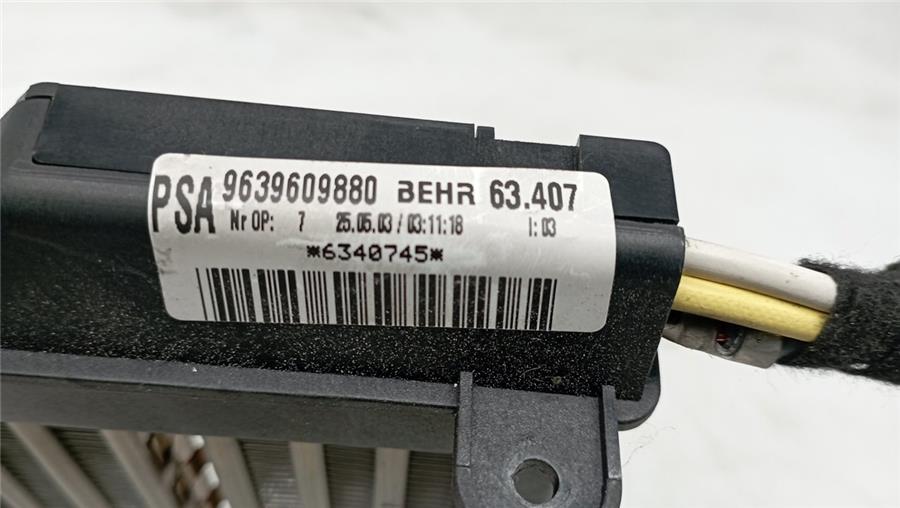 PSA 9639609880 BEHR 63.407
Nr OP: 7 25.05.03 / 03:11:18 I: 03
*6340745*